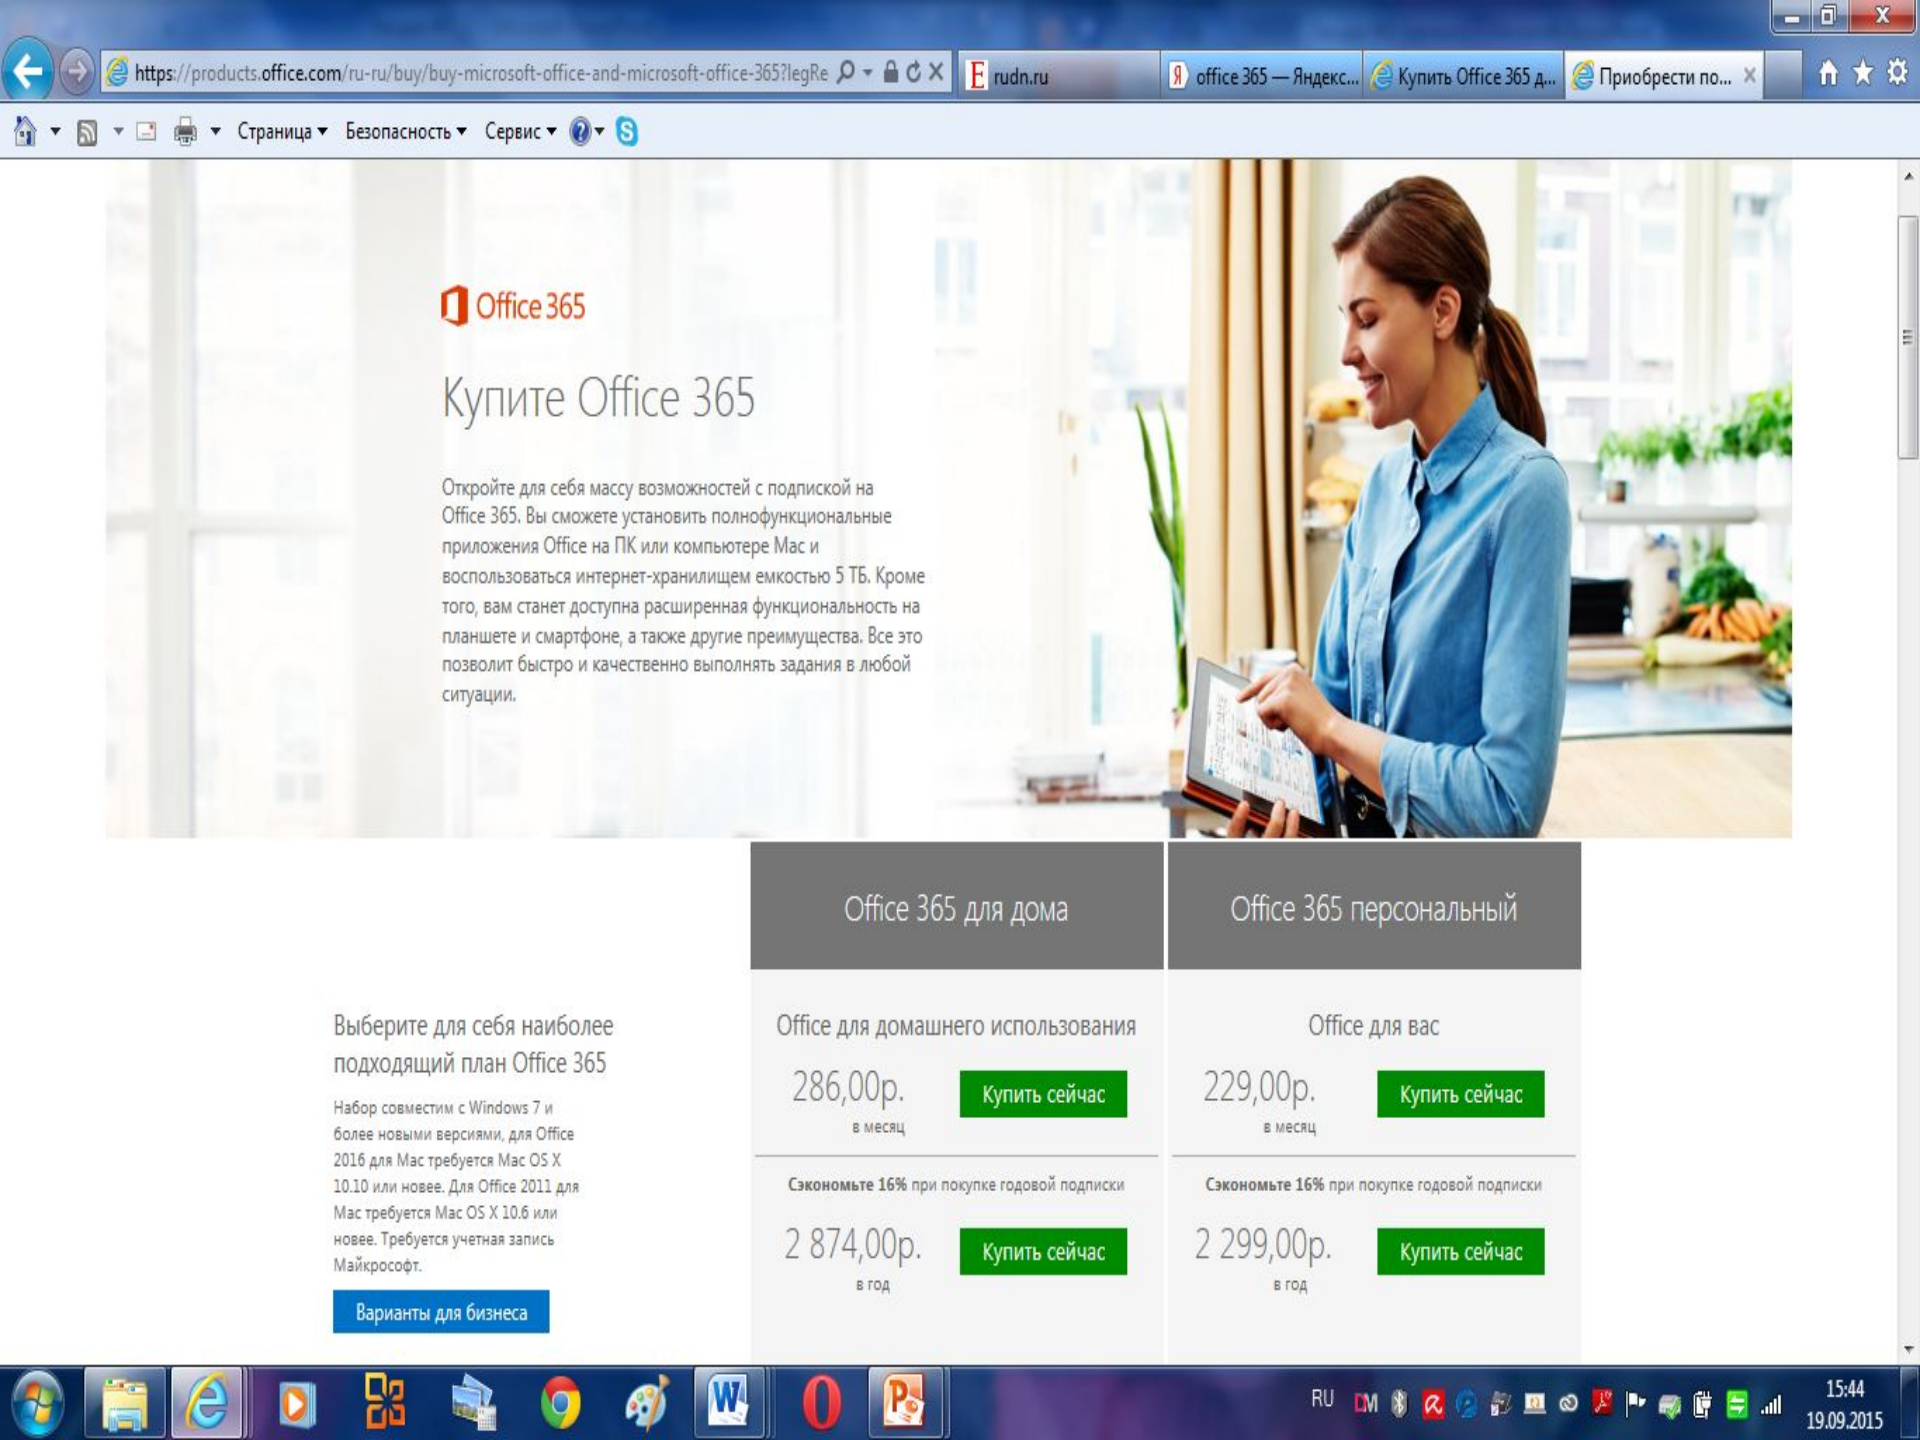 https://products.office.com/ru-ru/buy/buy-microsoft-office-and-microsoft-office-365?legRe
rudn.ru
office 365 — Яндекс...
Купить Office 365 д...
Приобрести по...
Страница
Безопасность
Сервис
Office 365
Купите Office 365
Откройте для себя массу возможностей с подпиской на
Office 365. Вы сможете установить полнофункциональные
приложения Office на ПК или компьютере Mac и
воспользоваться интернет-хранилищем емкостью 5 ТБ. Кроме
того, вам станет доступна расширенная функциональность на
планшете и смартфоне, а также другие преимущества. Все это
позволит быстро и качественно выполнять задания в любой
ситуации.
Office 365 для дома
Office 365 персональный
Выберите для себя наиболее
подходящий план Office 365
Набор совместим с Windows 7 и
более новыми версиями, для Office
2016 для Mac требуется Mac OS X
10.10 или новее. Для Office 2011 для
Mac требуется Mac OS X 10.6 или
новее. Требуется учетная запись
Майкрософт.
Варианты для бизнеса
Office для домашнего использования
286,00р.
в месяц
Купить сейчас
Сэкономьте 16% при покупке годовой подписки
2 874,00р.
в год
Купить сейчас
Office для вас
229,00р.
в месяц
Купить сейчас
Сэкономьте 16% при покупке годовой подписки
2 299,00р.
в год
Купить сейчас
RU
15:44
19.09.2015